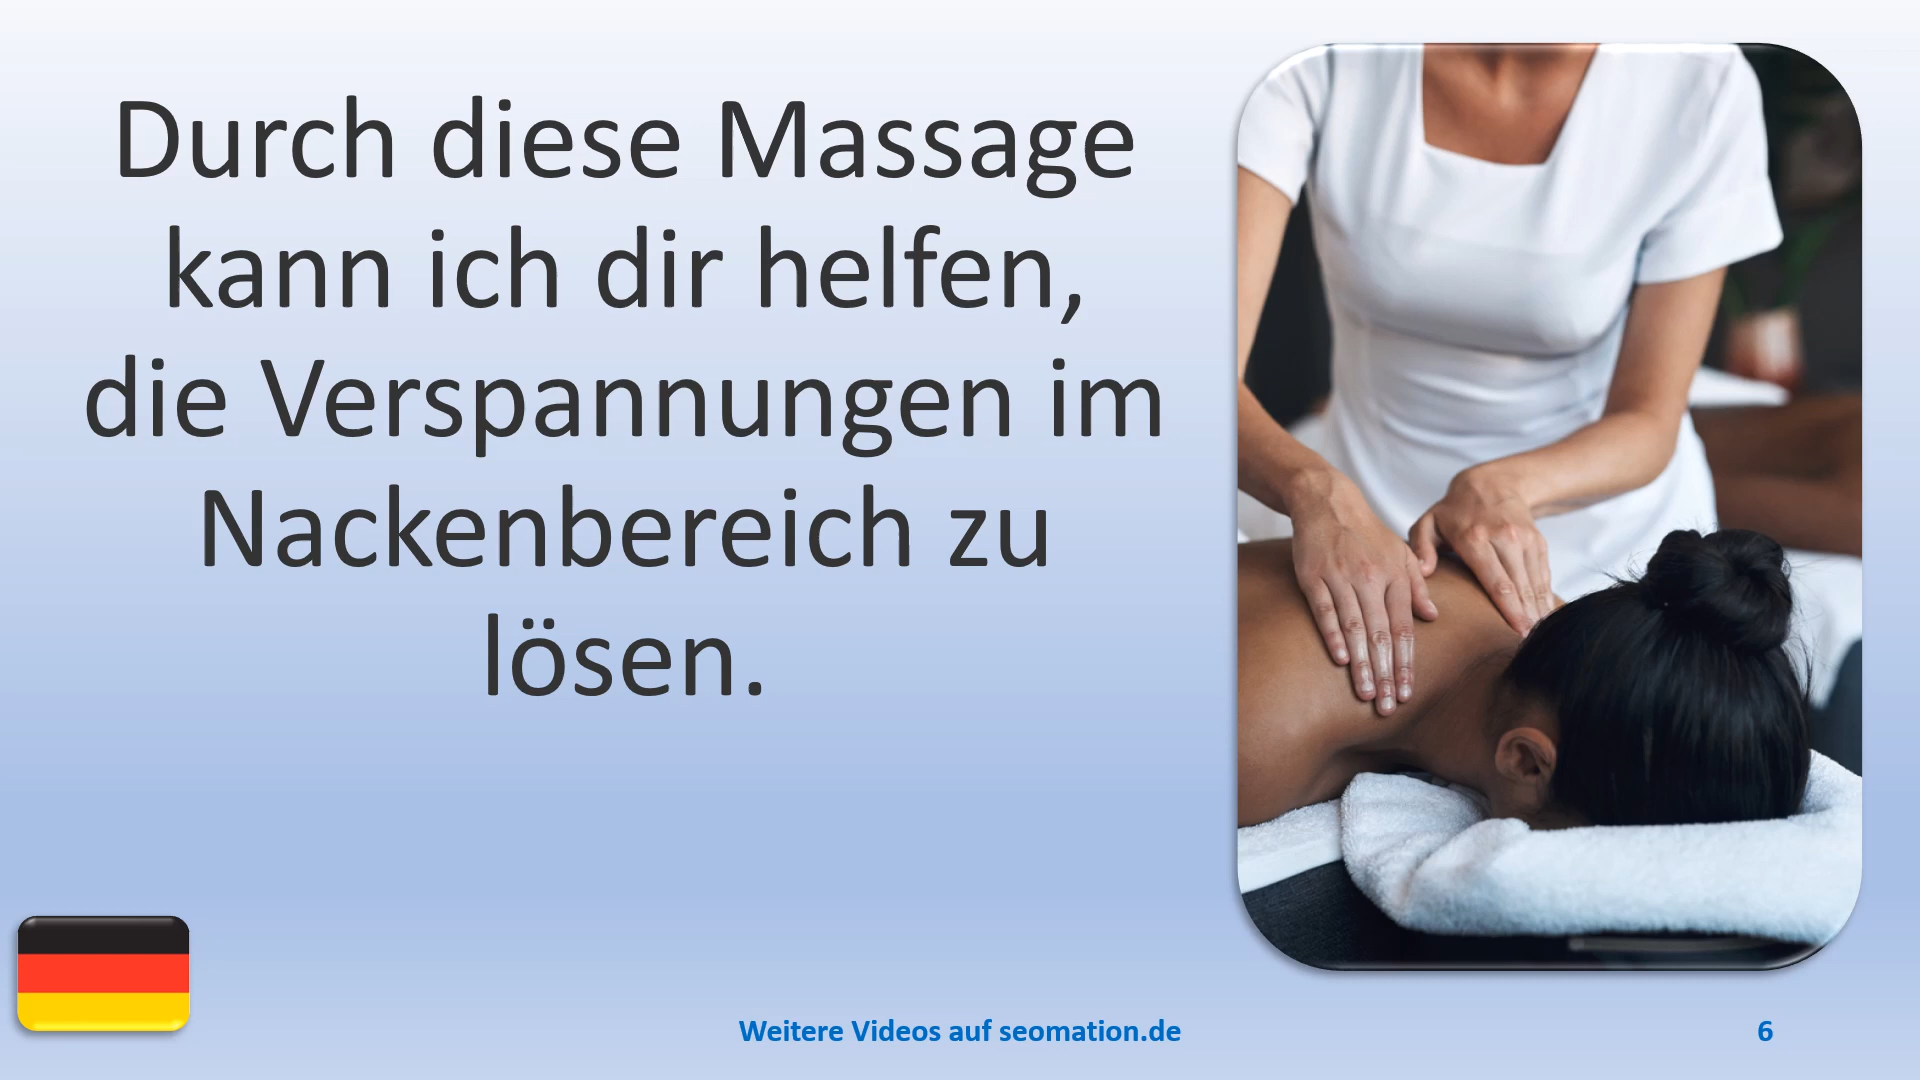 Durch diese Massage
kann ich dir helfen,
die Verspannungen im
Nackenbereich zu
lösen.
Weitere Videos auf seomation.de
6